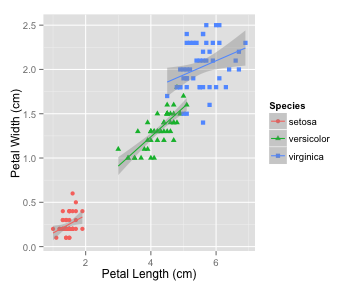 2.5
2.0
1.5
1.0
0.5
0.0
Petal Width (cm)
2
4
6
Petal Length (cm)
Species
setosa
versicolor
virginica